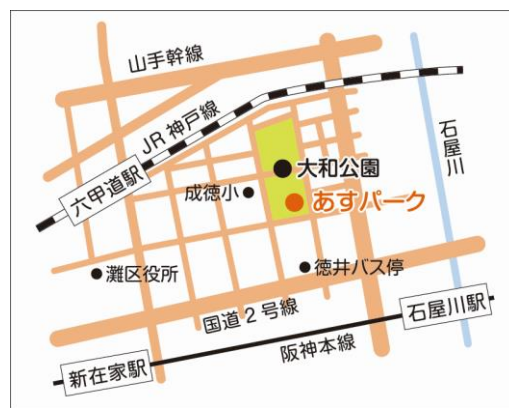 山手幹線
JR神戸線
六甲道駅
石屋川
大和公園
成徳小
あすパーク
灘区役所
徳井バス停
国道2号線
石屋川駅
阪神本線
新在家駅